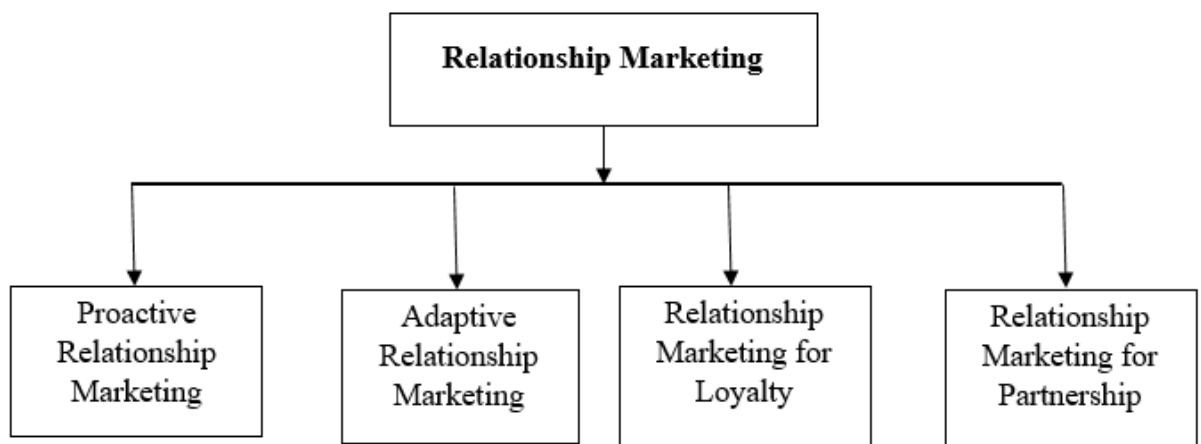 Relationship Marketing
Proactive
Relationship
Marketing
Adaptive
Relationship
Marketing
Relationship
Marketing for
Loyalty
Relationship
Marketing for
Partnership